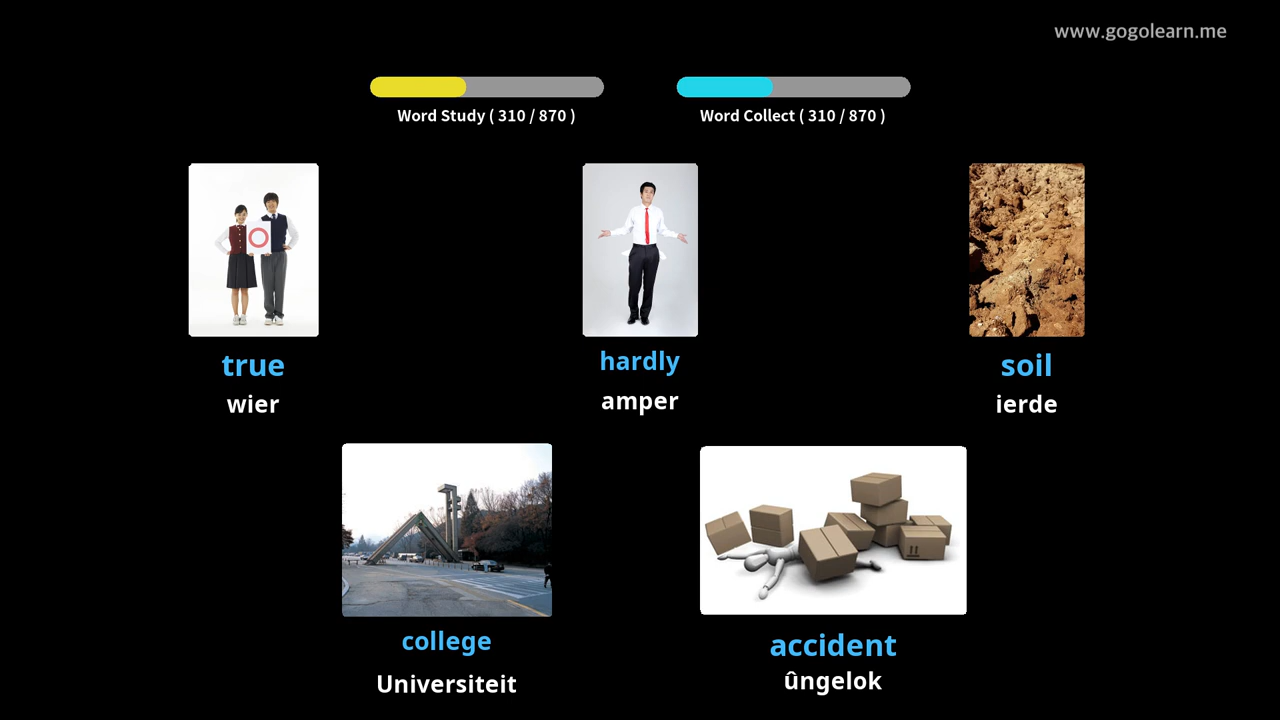 www.gogolearn.me
Word Study ( 310 / 870 )
Word Collect ( 310 / 870 )
true
wier
hardly
amper
soil
ierde
college
Universiteit
accident
ûngelok